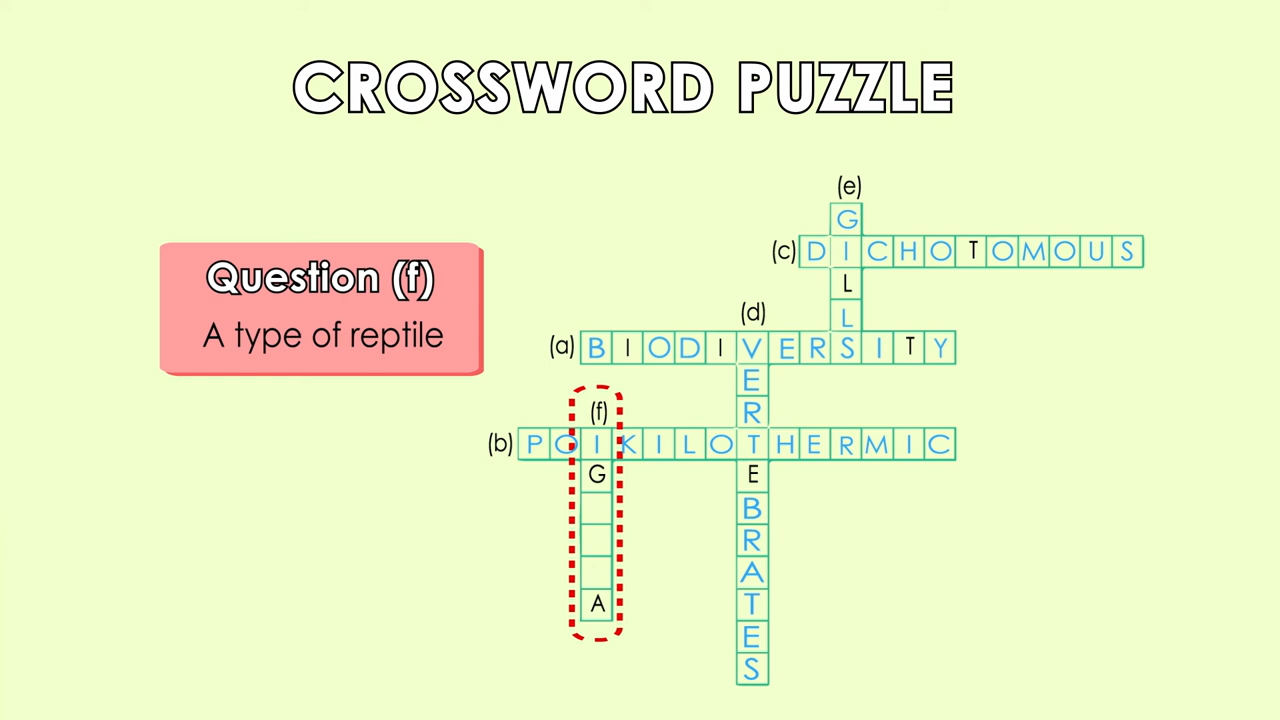 CROSSWORD PUZZLE
(e)
G
(c) DICHOTOMOUS
Question (f)
A type of reptile
L
(d)
L
(a) BIODIVERSITY
E
(f)
R
(b) POIKILOTHERMIC
G
E
B
R
A
A
T
E
S